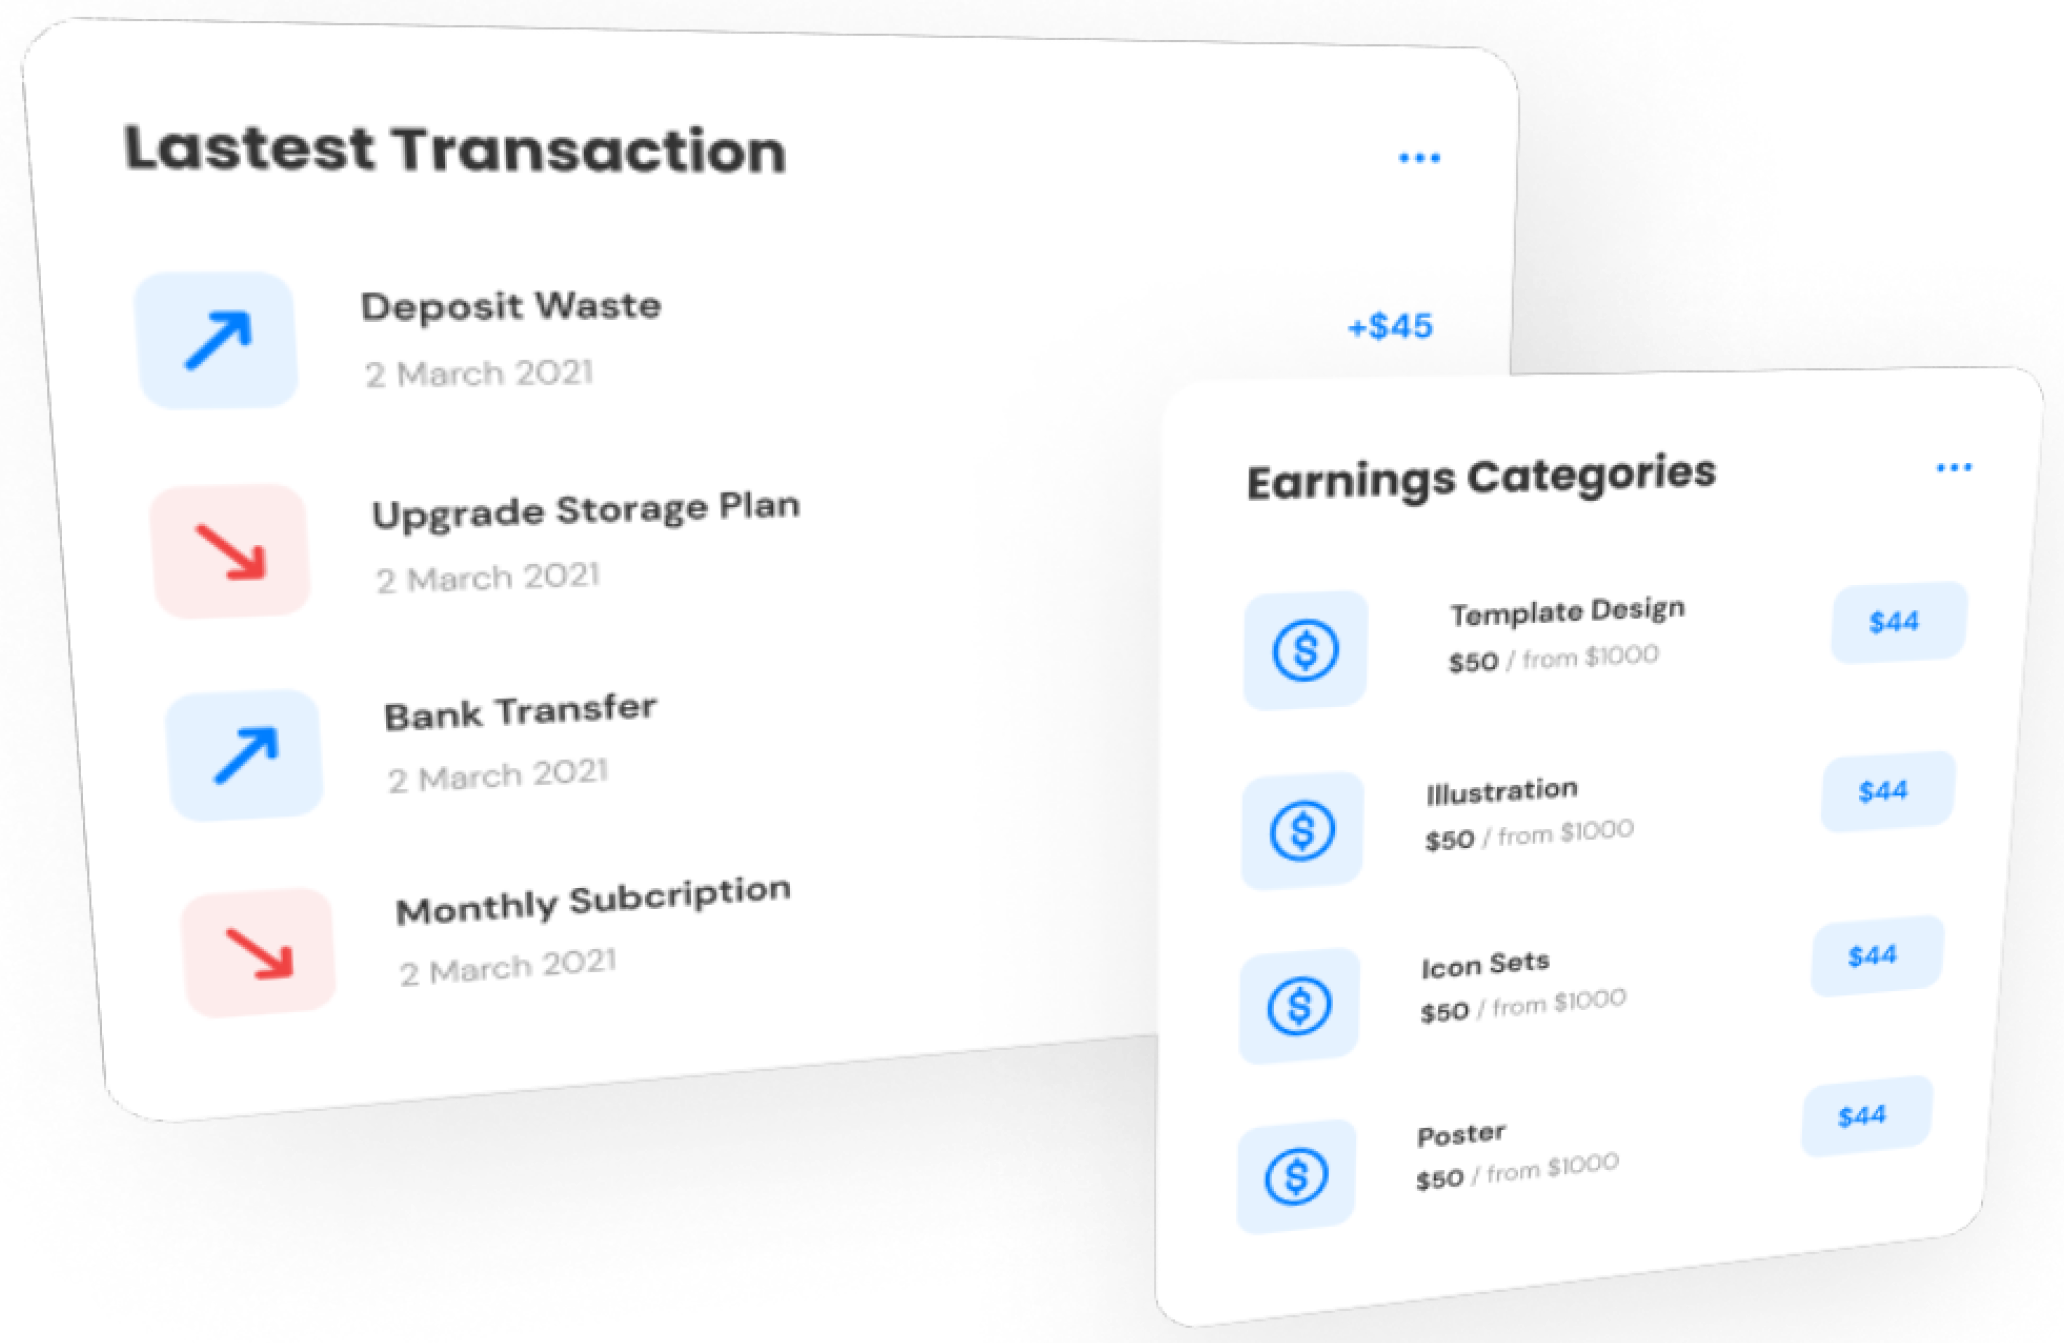 Lastest Transaction
...
Deposit Waste
+$45
2 March 2021
Upgrade Storage Plan
2 March 2021
Bank Transfer
2 March 2021
Monthly Subcription
2 March 2021
Earnings Categories
...
Template Design
$50 / from $1000
$44
Illustration
$50 / from $1000
$44
Icon Sets
$50 / from $1000
$44
Poster
$50 / from $1000
$44